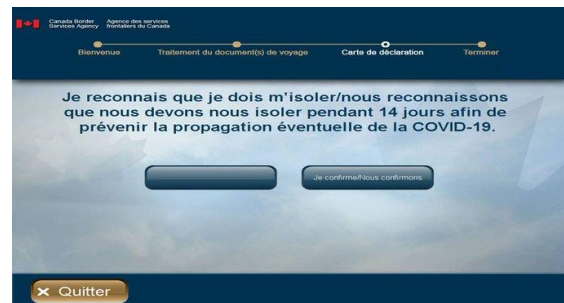 Canada Border Agence des services
Services Agency frontaliers du Canada
Bienvenue Traitement du document(s) de voyage Carte de déclaration Terminer
Je reconnais que je dois m'isoler/nous reconnaissons
que nous devons nous isoler pendant 14 jours afin de
prévenir la propagation éventuelle de la COVID-19.
Je confirme/Nous confirmons
× Quitter